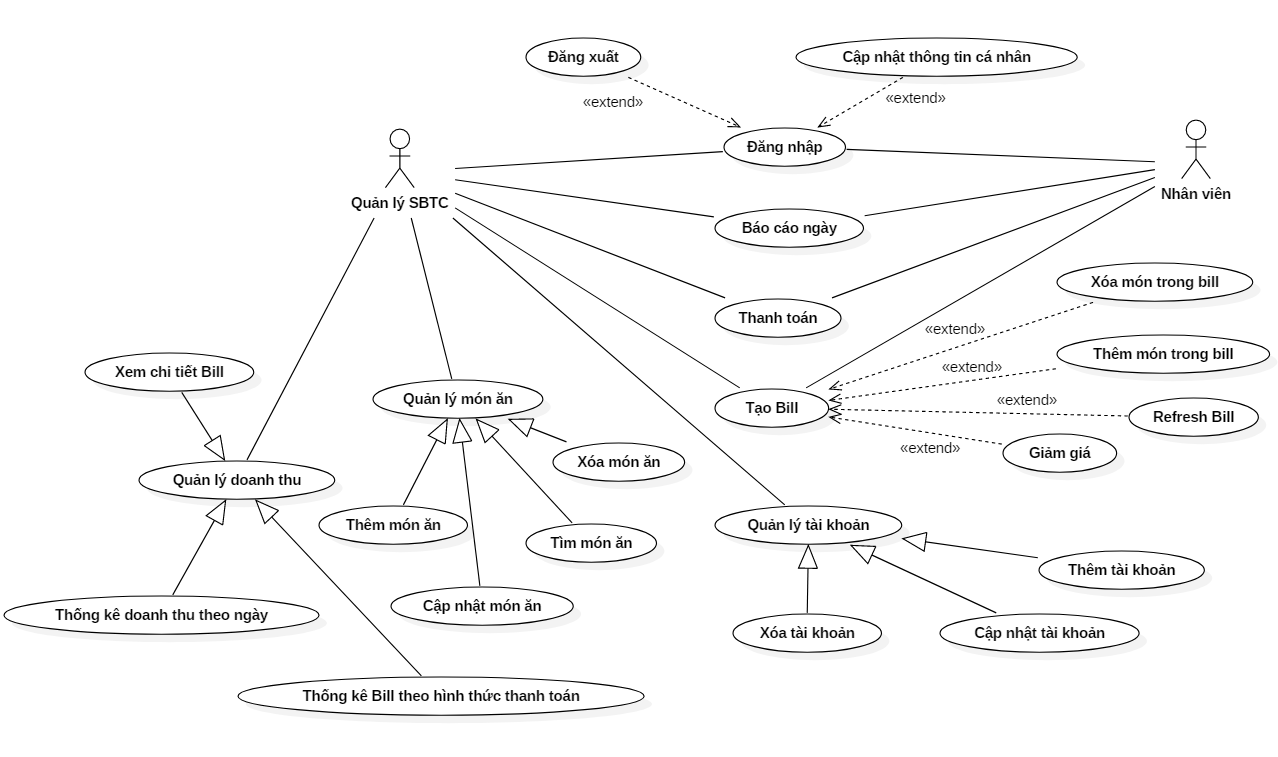 Đăng xuất
Cập nhật thông tin cá nhân
«extend»
«extend»
Đăng nhập
Quản lý SBTC
Nhân viên
Báo cáo ngày
Xóa món trong bill
Thanh toán
«extend»
Thêm món trong bill
«extend»
Xem chi tiết Bill
Quản lý món ăn
«extend»
Tạo Bill
Refresh Bill
«extend»
Giảm giá
Xóa món ăn
Quản lý doanh thu
Thêm món ăn
Quản lý tài khoản
Tìm món ăn
Thêm tài khoản
Cập nhật món ăn
Thống kê doanh thu theo ngày
Xóa tài khoản
Cập nhật tài khoản
Thống kê Bill theo hình thức thanh toán